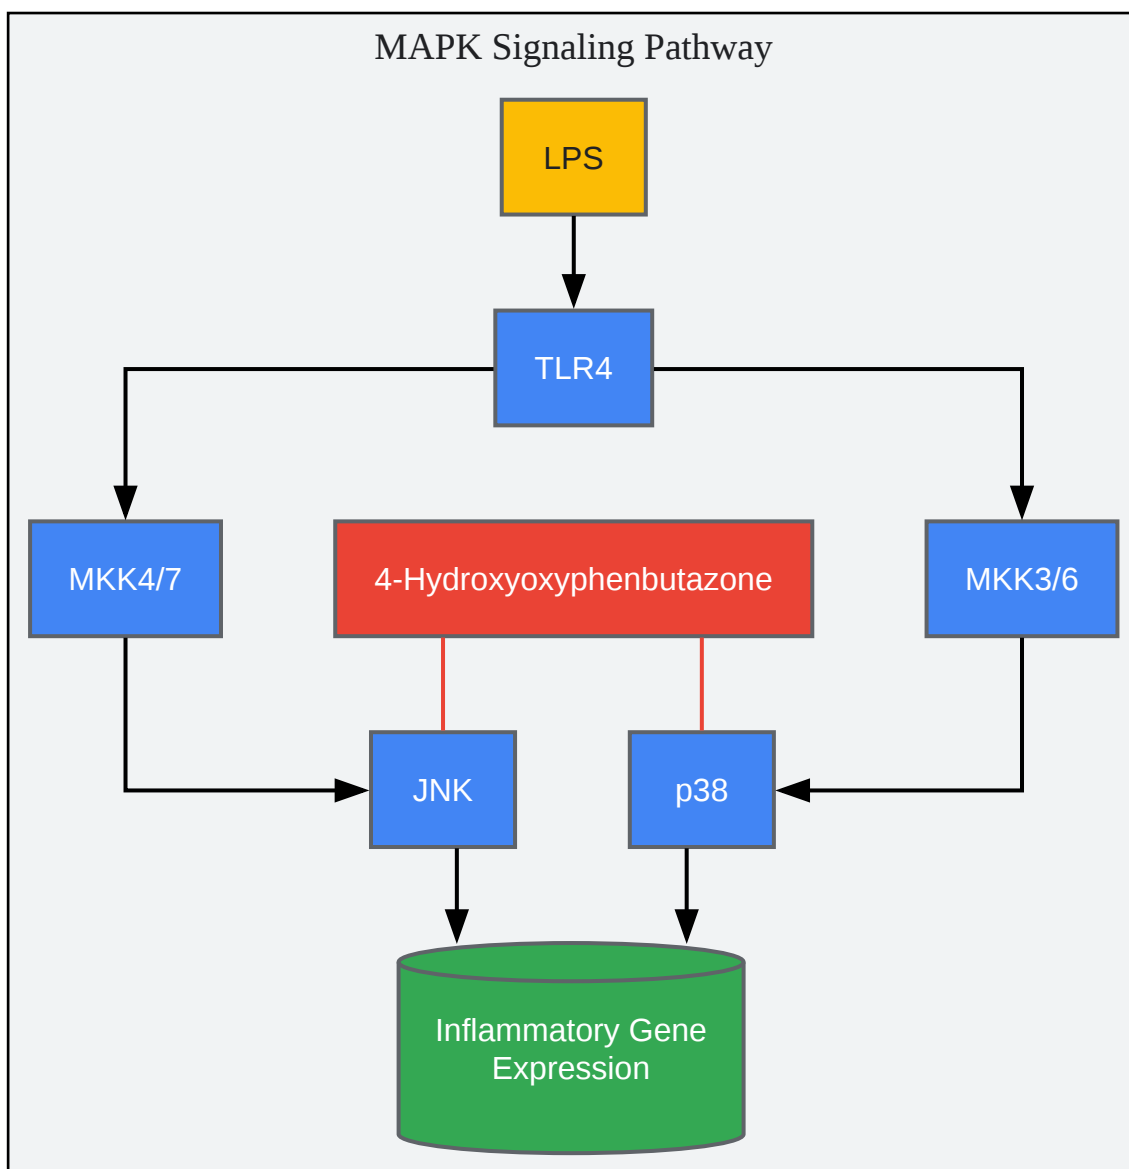 MAPK Signaling Pathway
LPS
TLR4
MKK4/7
4-Hydroxyoxyphenbutazone
MKK3/6
JNK
p38
Inflammatory Gene
Expression